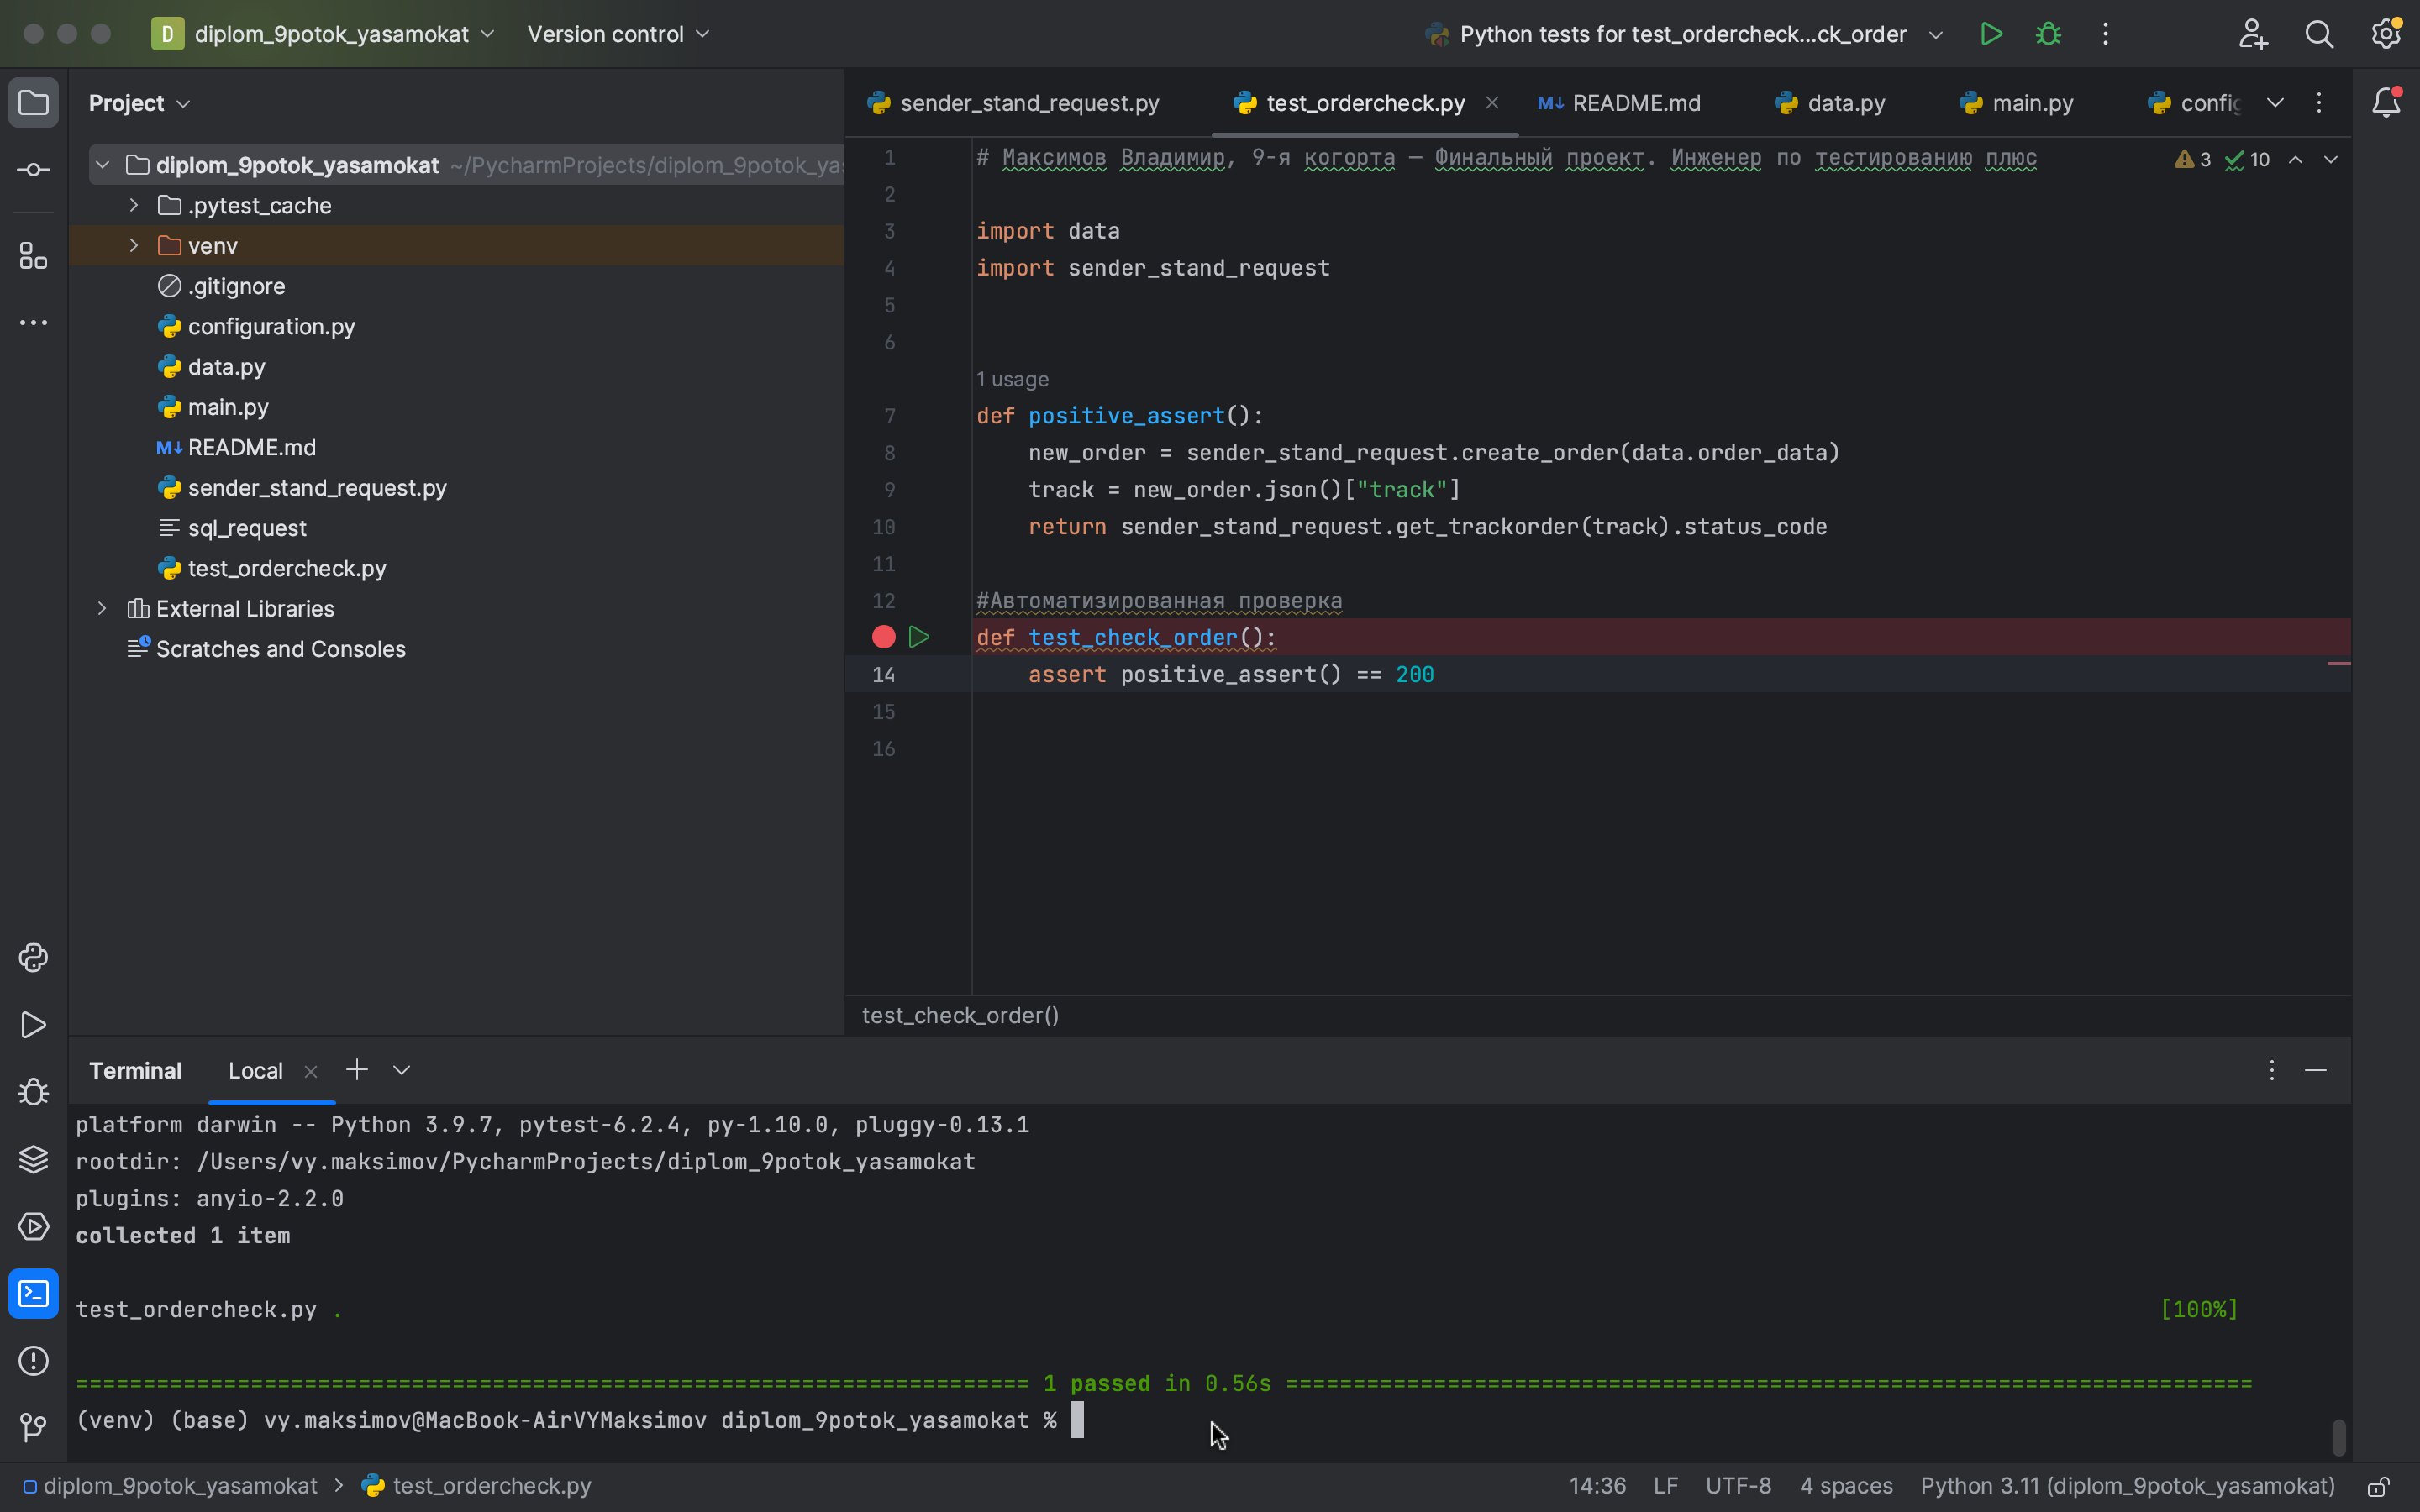 D diplom_9potok_yasamokat Version control Python tests for test_ordercheck...ck_order
Project
sender_stand_request.py test_ordercheck.py M↓ README.md data.py main.py
diplom_9potok_yasamokat ~/PycharmProjects/diplom_9potok_ya
.pytest_cache
venv
.gitignore
configuration.py
data.py
main.py
M↓ README.md
sender_stand_request.py
sql_request
test_ordercheck.py
External Libraries
Scratches and Consoles
1 # Максимов Владимир, 9-я когорта — Финальный проект. Инженер по тестированию плюс
3 10
2
3 import data
4 import sender_stand_request
5
6
1 usage
7 def positive_assert():
8 new_order = sender_stand_request.create_order(data.order_data)
9 track = new_order.json()["track"]
10 return sender_stand_request.get_trackorder(track).status_code
11
12 #Автоматизированная проверка
def test_check_order():
14 assert positive_assert() == 200
15
16
test_check_order()
Terminal Local
platform darwin -- Python 3.9.7, pytest-6.2.4, py-1.10.0, pluggy-0.13.1
rootdir: /Users/vy.maksimov/PycharmProjects/diplom_9potok_yasamokat
plugins: anyio-2.2.0
collected 1 item
test_ordercheck.py . [100%]
======================================================================= 1 passed in 0.56s ========================================================================
(venv) (base) vy.maksimov@MacBook-AirVYMaksimov diplom_9potok_yasamokat %
diplom_9potok_yasamokat > test_ordercheck.py 14:36 LF UTF-8 4 spaces Python 3.11 (diplom_9potok_yasamokat)